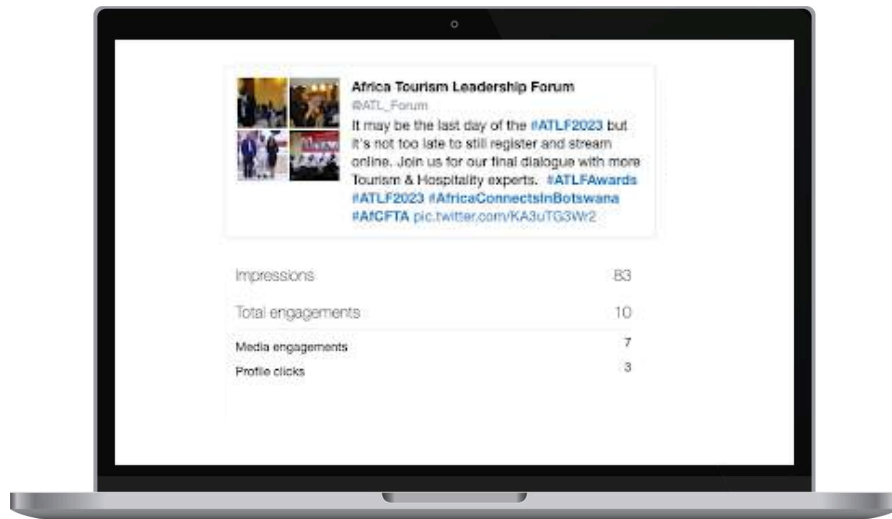 Africa Tourism Leadership Forum
@ATL_Forum
It may be the last day of the #ATLF2023 but
it's not too late to still register and stream
online. Join us for our final dialogue with more
Tourism & Hospitality experts. #ATLFAwards
#ATLF2023 #AfricaConnectsInBotswana
#AfCFTA pic.twitter.com/KA3uTG3Wr2
Impressions 83
Total engagements 10
Media engagements 7
Profile clicks 3